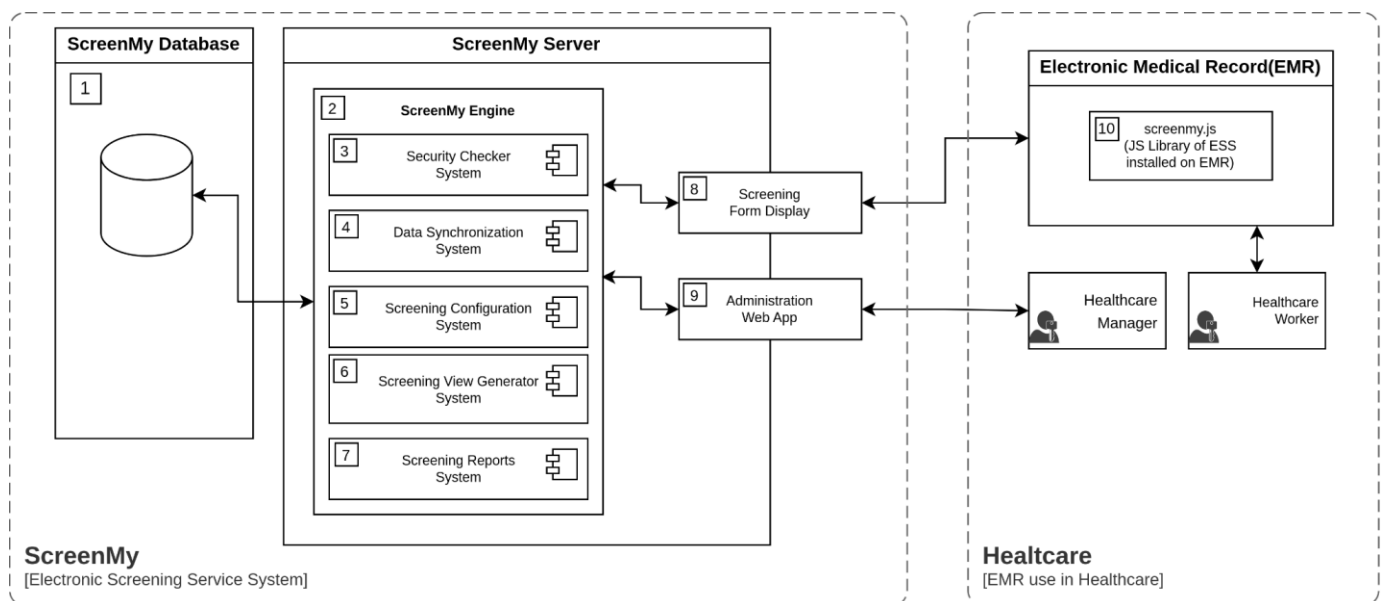 ScreenMy Database
1
ScreenMy Server
2
ScreenMy Engine
3
Security Checker
System
4
Data Synchronization
System
5
Screening Configuration
System
6
Screening View Generator
System
7
Screening Reports
System
8
Screening
Form Display
9
Administration
Web App
ScreenMy
[Electronic Screening Service System]
Electronic Medical Record(EMR)
10
screenmy.js
(JS Library of ESS
installed on EMR)
Healthcare
Manager
Healthcare
Worker
Healtcare
[EMR use in Healthcare]